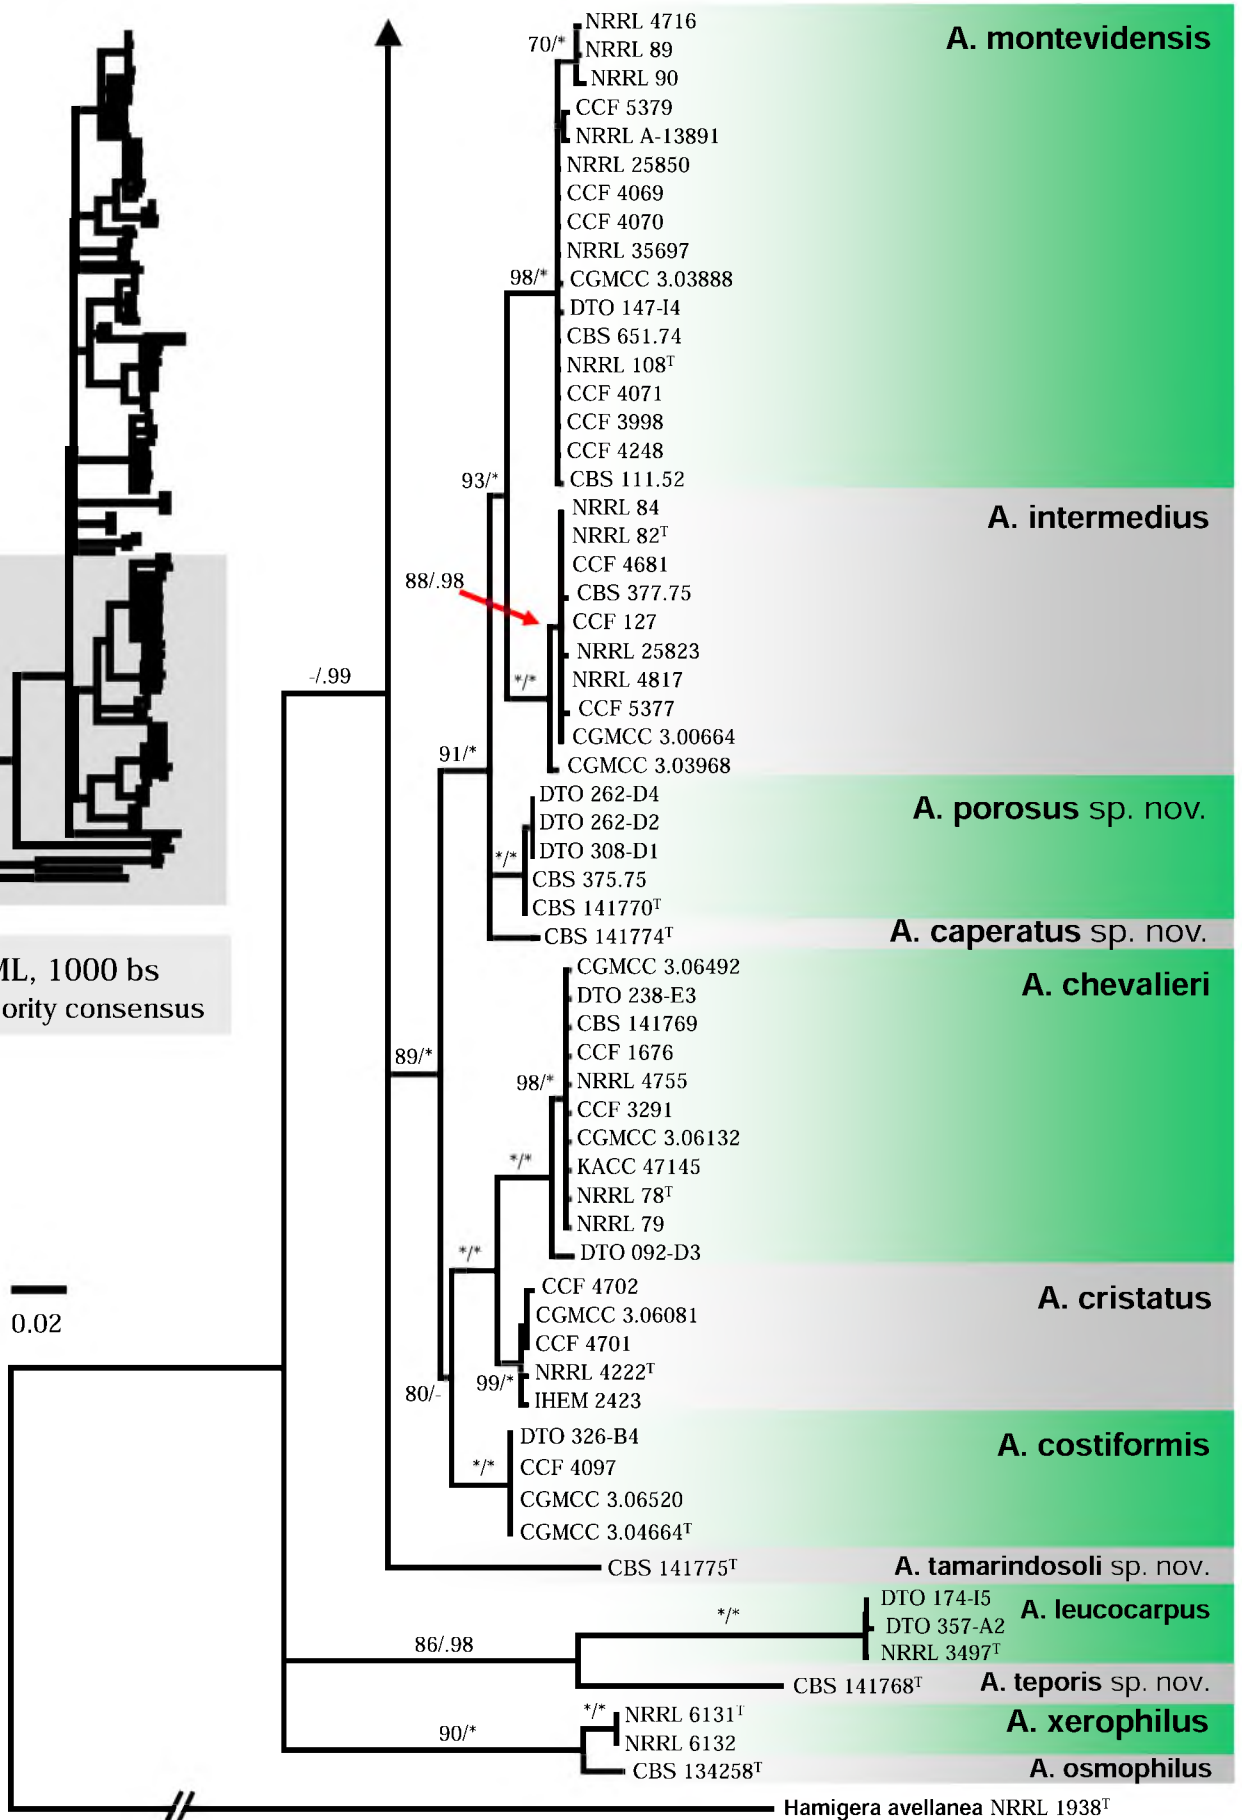 NRRL 4716
70/*
NRRL 89
A. montevidensis
NRRL 90
CCF 5379
NRRL A-13891
NRRL 25850
CCF 4069
CCF 4070
NRRL 35697
98/*
CGMCC 3.03888
DTO 147-I4
CBS 651.74
NRRL 108ᵀ
CCF 4071
CCF 3998
CCF 4248
93/*
CBS 111.52
NRRL 84
A. intermedius
NRRL 82ᵀ
CCF 4681
88/.98
CBS 377.75
CCF 127
NRRL 25823
-/.99
*/*
NRRL 4817
CCF 5377
CGMCC 3.00664
91/*
CGMCC 3.03968
DTO 262-D4
A. porosus sp. nov.
DTO 262-D2
*/*
DTO 308-D1
CBS 375.75
CBS 141770ᵀ
CBS 141774ᵀ
A. caperatus sp. nov.
ML, 1000 bs
ority consensus
CGMCC 3.06492
A. chevalieri
DTO 238-E3
CBS 141769
89/*
CCF 1676
98/*
NRRL 4755
CCF 3291
CGMCC 3.06132
*/*
KACC 47145
NRRL 78ᵀ
NRRL 79
*/*
DTO 092-D3
0.02
CCF 4702
A. cristatus
CGMCC 3.06081
CCF 4701
NRRL 4222ᵀ
99/*
80/-
IHEM 2423
DTO 326-B4
A. costiformis
*/*
CCF 4097
CGMCC 3.06520
CGMCC 3.04664ᵀ
CBS 141775ᵀ
A. tamarindosoli sp. nov.
DTO 174-I5
A. leucocarpus
*/*
DTO 357-A2
86/.98
NRRL 3497ᵀ
CBS 141768ᵀ
A. teporis sp. nov.
*/*
NRRL 6131ᵀ
A. xerophilus
90/*
NRRL 6132
CBS 134258ᵀ
A. osmophilus
Hamigera avellanea NRRL 1938ᵀ